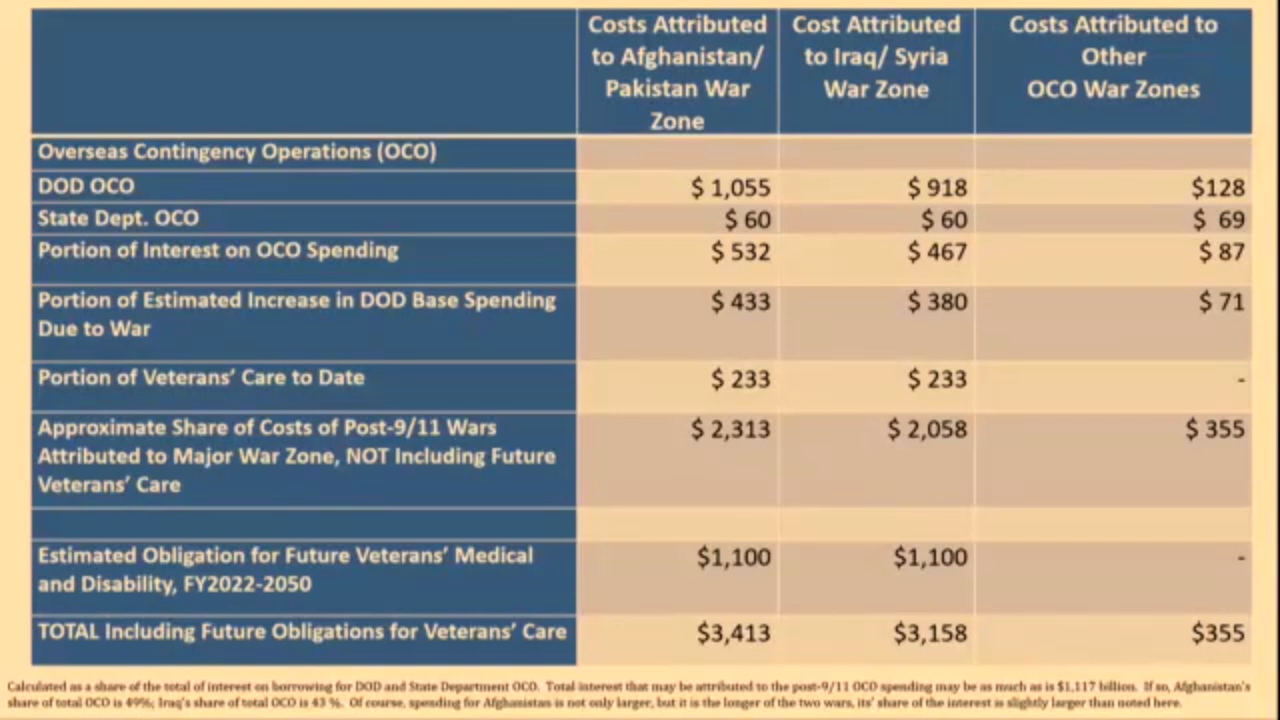 Costs Attributed to Afghanistan/ Pakistan War Zone
Cost Attributed to Iraq/ Syria War Zone
Costs Attributed to Other OCO War Zones
Overseas Contingency Operations (OCO)
DOD OCO $ 1,055 $ 918 $128
State Dept. OCO $ 60 $ 60 $ 69
Portion of Interest on OCO Spending $ 532 $ 467 $ 87
Portion of Estimated Increase in DOD Base Spending $ 433 $ 380 $ 71
Due to War
Portion of Veterans' Care to Date $ 233 $ 233 -
Approximate Share of Costs of Post-9/11 Wars $ 2,313 $ 2,058 $ 355
Attributed to Major War Zone, NOT Including Future
Veterans' Care
Estimated Obligation for Future Veterans' Medical $1,100 $1,100 -
and Disability, FY2022-2050
TOTAL Including Future Obligations for Veterans' Care $3,413 $3,158 $355
Calculated as a share of the total of interest on borrowing for DOD and State Department OCO. Total interest that may be attributed to the post-9/11 OCO spending may be as much as is $1,117 billion. If so, Afghanistan's
share of total OCO is 49%; Iraq's share of total OCO is 43 %. Of course, spending for Afghanistan is not only larger, but it is the longer of the two wars, its' share of the interest is slightly larger than noted here.